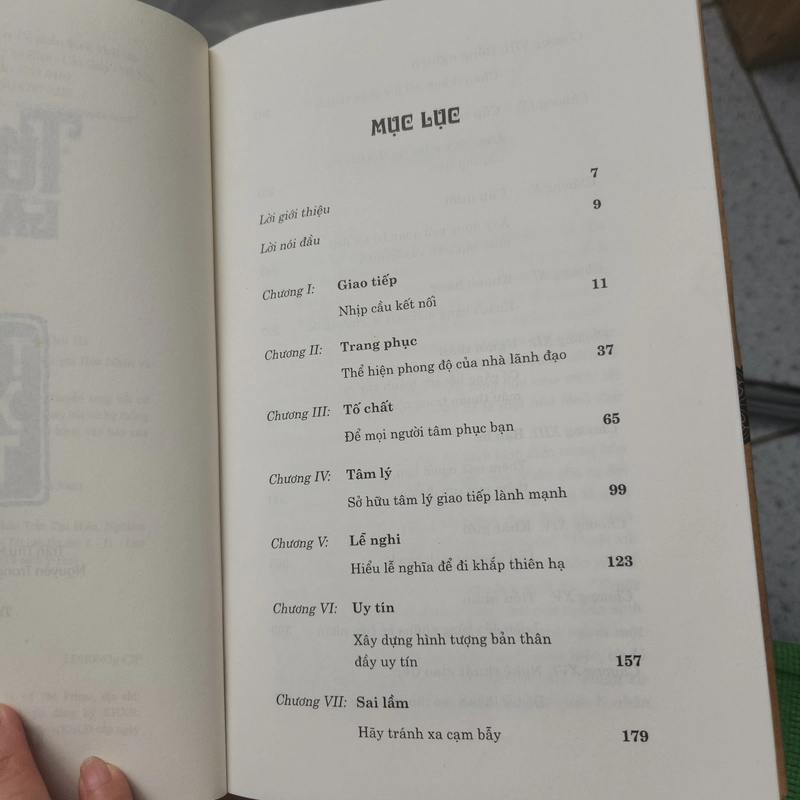 MỤC LỤC
Lời giới thiệu 7
Lời nói đầu 9
Chương I: Giao tiếp
Nhịp cầu kết nối 11
Chương II: Trang phục
Thể hiện phong độ của nhà lãnh đạo 37
Chương III: Tố chất
Để mọi người tâm phục bạn 65
Chương IV: Tâm lý
Sở hữu tâm lý giao tiếp lành mạnh 99
Chương V: Lễ nghi
Hiểu lễ nghĩa để đi khắp thiên hạ 123
Chương VI: Uy tín
Xây dựng hình tượng bản thân
đầy uy tín 157
Chương VII: Sai lầm
Hãy tránh xa cạm bẫy 179